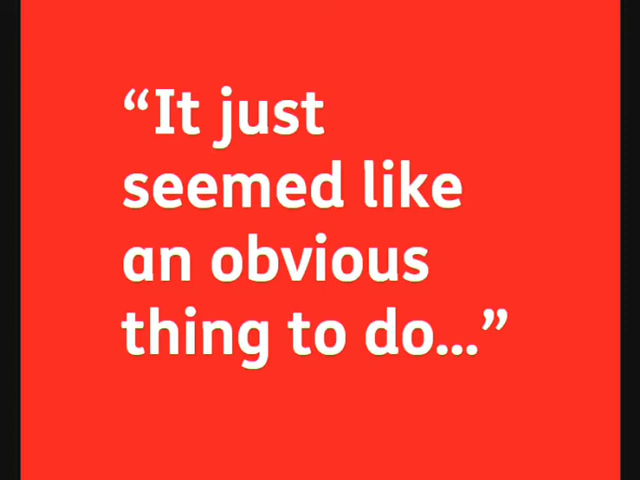 “It just
seemed like
an obvious
thing to do...”